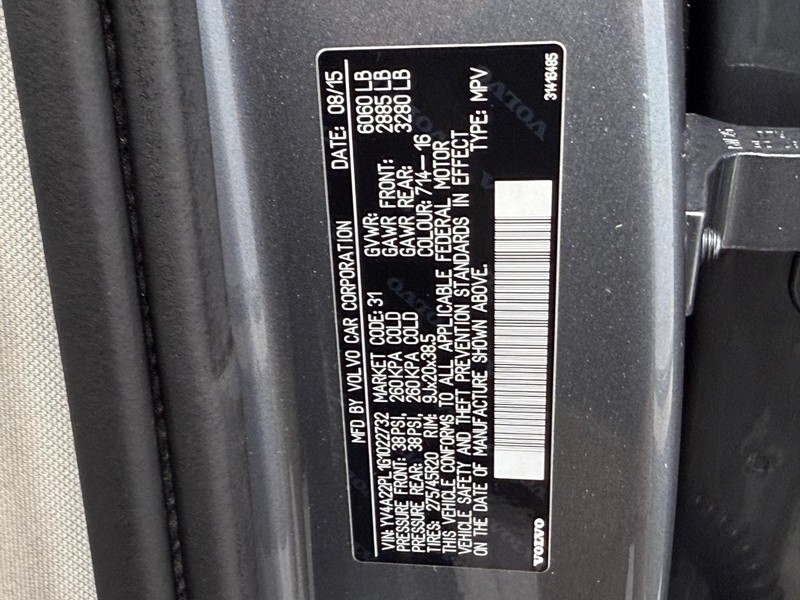 MFD BY VOLVO CAR CORPORATION DATE: 08/15
VIN: YV4A22PL1G1022732 MARKET CODE: 31 GVWR: 6060 LB
PRESSURE FRONT: 38PSI, 260KPA COLD GAWR FRONT: 2885 LB
PRESSURE REAR: 38PSI, 260KPA COLD GAWR REAR: 3280 LB
TIRES: 275/45R20 RIM: 9Jx20x38.5 COLOUR: 714-16
THIS VEHICLE CONFORMS TO ALL APPLICABLE FEDERAL MOTOR
VEHICLE SAFETY AND THEFT PREVENTION STANDARDS IN EFFECT
ON THE DATE OF MANUFACTURE SHOWN ABOVE. TYPE: MPV
VOLVO 31416485